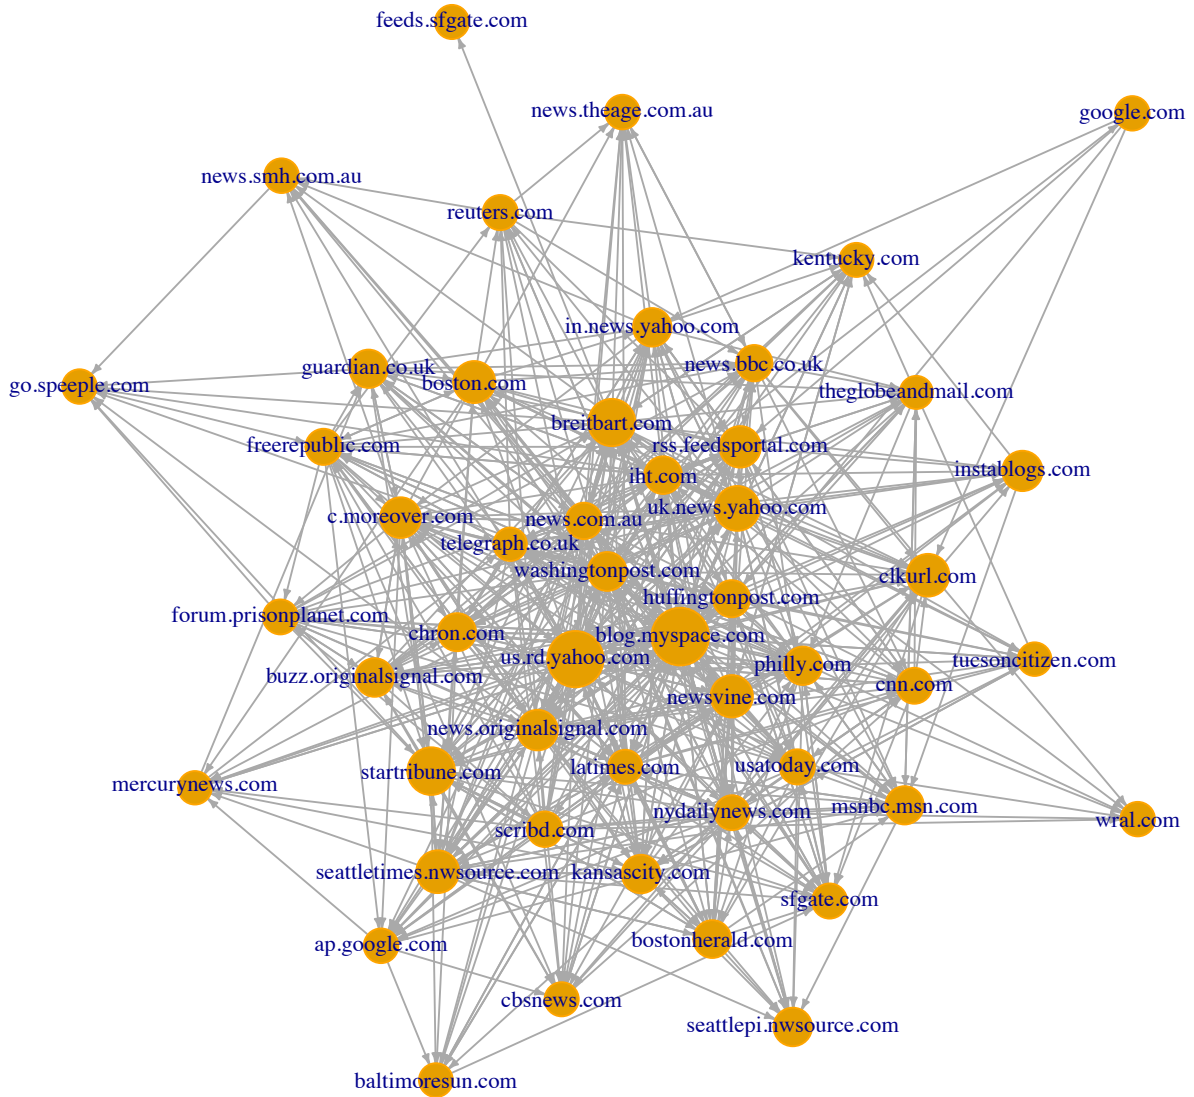 feeds.sfgate.com
news.theage.com.au
google.com
news.smh.com.au
reuters.com
kentucky.com
in.news.yahoo.com
guardian.co.uk
news.bbc.co.uk
go.speeple.com
boston.com
theglobeandmail.com
breitbart.com
freerepublic.com
rss.feedsportal.com
instablogs.com
iht.com
c.moreover.com
news.com.au
uk.news.yahoo.com
telegraph.co.uk
washingtonpost.com
clkurl.com
huffingtonpost.com
forum.prisonplanet.com
chron.com
blog.myspace.com
us.rd.yahoo.com
philly.com
tucsoncitizen.com
buzz.originalsignal.com
cnn.com
newsvine.com
news.originalsignal.com
startribune.com
latimes.com
usatoday.com
mercurynews.com
nydailynews.com
msnbc.msn.com
wral.com
scribd.com
seattletimes.nwsource.com
kansascity.com
sfgate.com
ap.google.com
bostonherald.com
cbsnews.com
seattlepi.nwsource.com
baltimoresun.com